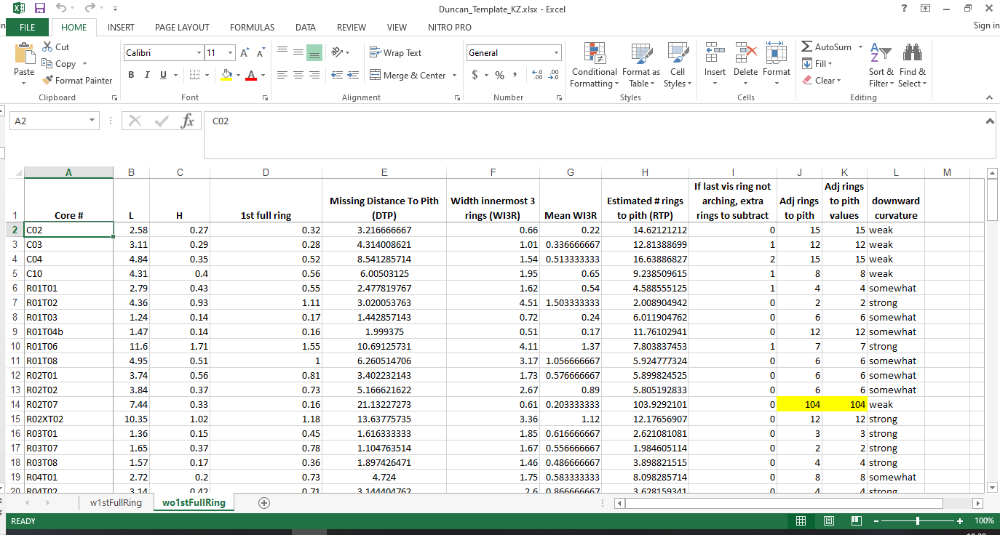 Duncan_Template_KZ.xlsx - Excel
FILE HOME INSERT PAGE LAYOUT FORMULAS DATA REVIEW VIEW NITRO PRO Sign in
Paste
Cut
Copy
Format Painter
Clipboard
Calibri 11 A A
B I U A
Font
Wrap Text
Merge & Center
Alignment
General
$ % ,
Number
Conditional Formatting
Format as Table
Cell Styles
Styles
Insert Delete Format
Cells
AutoSum
Fill
Clear
Sort & Filter
Find & Select
Editing
A2 fx C02
A B C D E F G H I J K L M
1 Core # L H 1st full ring Missing Distance To Pith (DTP) Width innermost 3 rings (WI3R) Mean WI3R Estimated # rings to pith (RTP) If last vis ring not arching, extra rings to subtract Adj rings to pith Adj rings to pith values downward curvature
2 C02 2.58 0.27 0.32 3.216666667 0.66 0.22 14.62121212 0 15 15 weak
3 C03 3.11 0.29 0.28 4.314008621 1.01 0.336666667 12.81388699 1 12 12 weak
4 C04 4.84 0.35 0.52 8.541285714 1.54 0.513333333 16.63886827 2 15 15 weak
5 C10 4.31 0.4 0.56 6.00503125 1.95 0.65 9.238509615 1 8 8 weak
6 R01T01 2.79 0.43 0.55 2.477819767 1.62 0.54 4.588555125 1 4 4 somewhat
7 R01T02 4.36 0.93 1.11 3.020053763 4.51 1.503333333 2.008904942 0 2 2 strong
8 R01T03 1.24 0.14 0.17 1.442857143 0.72 0.24 6.011904762 0 6 6 somewhat
9 R01T04b 1.47 0.14 0.16 1.999375 0.51 0.17 11.76102941 0 12 12 somewhat
10 R01T06 11.6 1.71 1.55 10.69125731 4.11 1.37 7.803837453 1 7 7 strong
11 R01T08 4.95 0.51 1 6.260514706 3.17 1.056666667 5.924777324 0 6 6 somewhat
12 R02T01 3.74 0.56 0.81 3.402232143 1.73 0.576666667 5.899824525 0 6 6 somewhat
13 R02T02 3.84 0.37 0.73 5.166621622 2.67 0.89 5.805192833 0 6 6 somewhat
14 R02T07 7.44 0.33 0.16 21.13227273 0.61 0.203333333 103.9292101 0 104 104 weak
15 R02XT02 10.35 1.02 1.18 13.63775735 3.36 1.12 12.17656907 0 12 12 strong
16 R03T01 1.36 0.15 0.45 1.616333333 1.85 0.616666667 2.621081081 0 3 3 strong
17 R03T07 1.65 0.37 0.78 1.104763514 1.67 0.556666667 1.984605114 0 2 2 strong
18 R03T08 1.57 0.17 0.36 1.897426471 1.46 0.486666667 3.898821515 0 4 4 strong
19 R04T01 2.72 0.2 0.73 4.724 1.75 0.583333333 8.098285714 0 8 8 somewhat
20 R04T02 3.14 0.42 0.71 3.144404762 2.6 0.866666667 3.628159341 0 4 4 strong
w1stFullRing wo1stFullRing
READY 100%